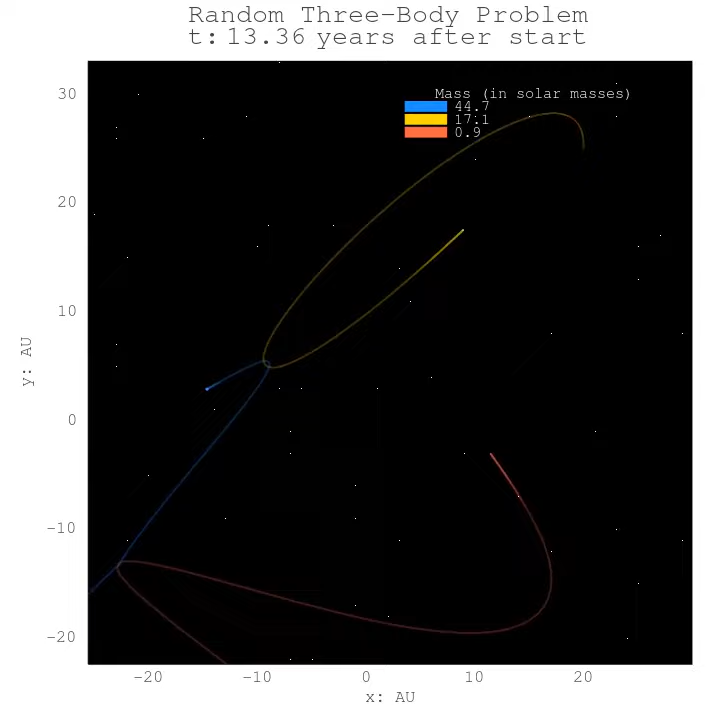 Random Three-Body Problem
t: 13.36 years after start
Mass (in solar masses)
44.7
17.1
0.9
30
20
10
0
-10
-20
y: AU
-20 -10 0 10 20
x: AU